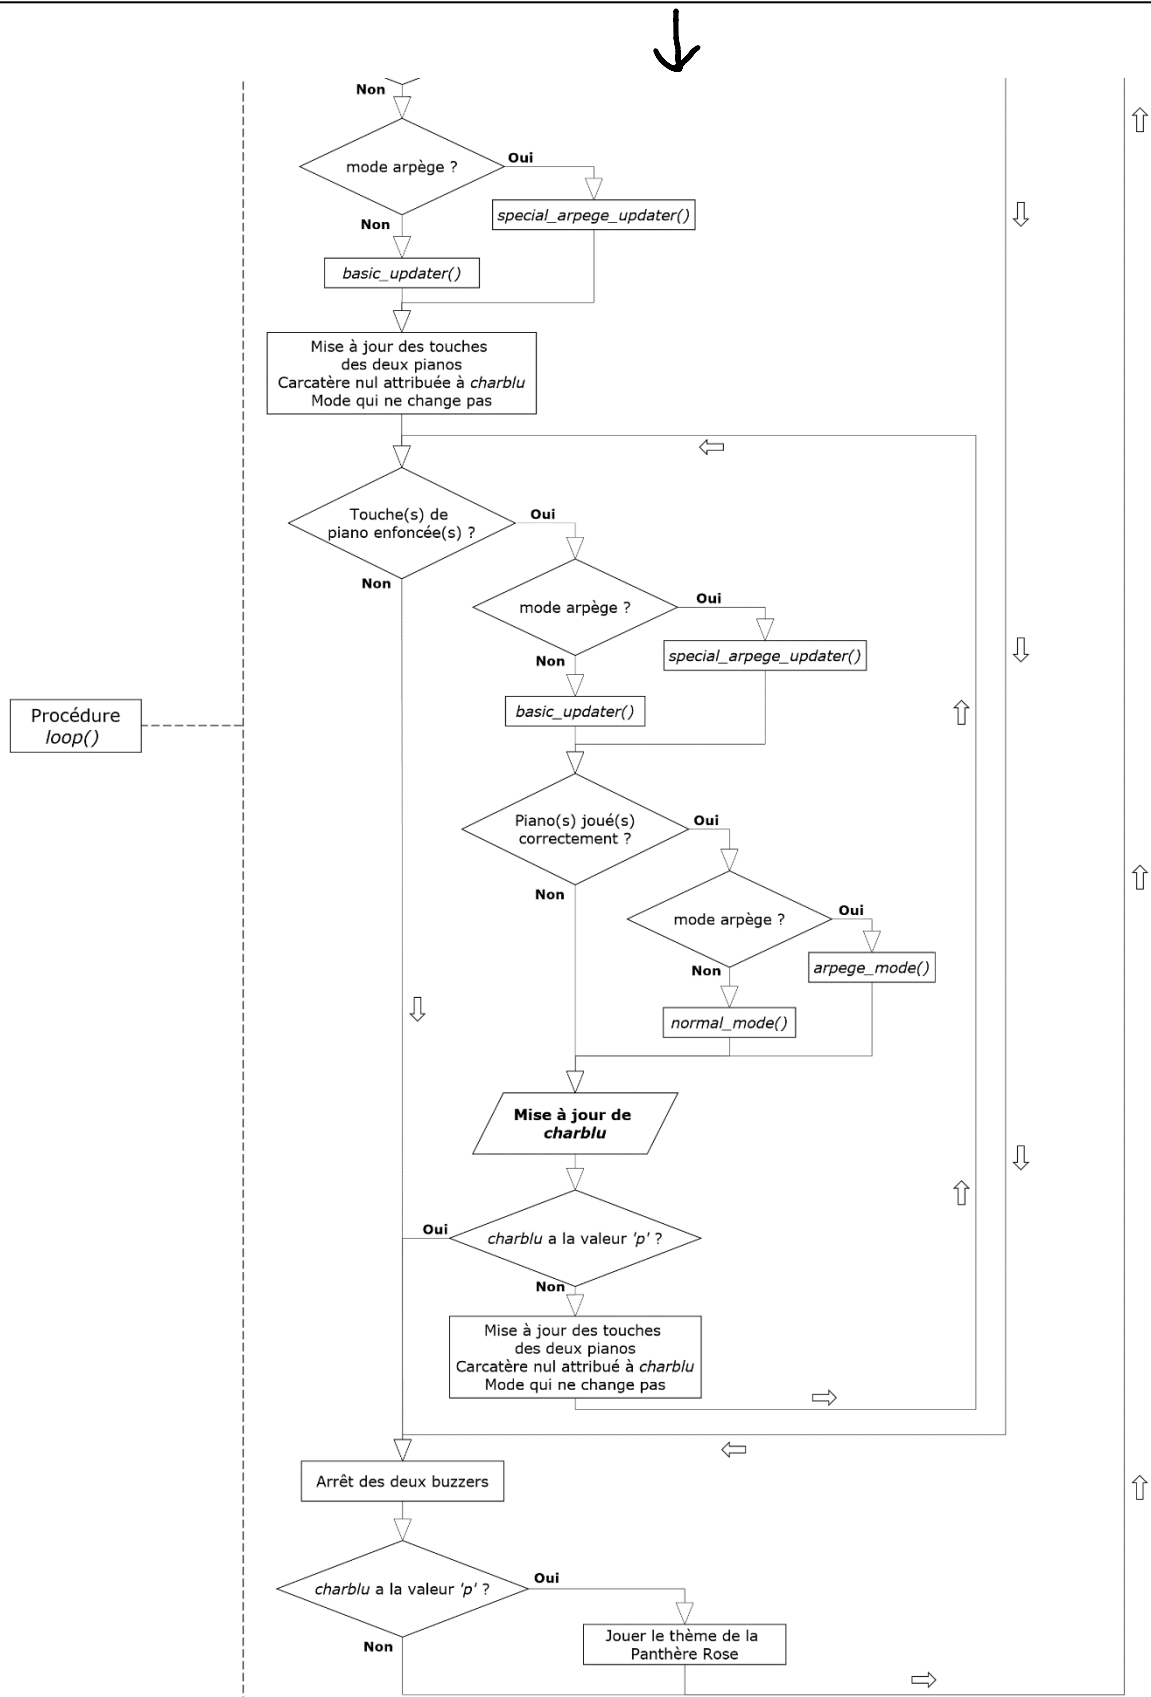 Non
mode arpège ?
Oui
special_arpege_updater()
Non
basic_updater()
Mise à jour des touches
des deux pianos
Carcatère nul attribuée à charblu
Mode qui ne change pas
Touche(s) de
piano enfoncée(s) ?
Oui
Non
mode arpège ?
Oui
special_arpege_updater()
Non
basic_updater()
Procédure
loop()
Piano(s) joué(s)
correctement ?
Oui
Non
mode arpège ?
Oui
arpege_mode()
Non
normal_mode()
Mise à jour de
charblu
Oui
charblu a la valeur 'p' ?
Non
Mise à jour des touches
des deux pianos
Carcatère nul attribué à charblu
Mode qui ne change pas
Arrêt des deux buzzers
charblu a la valeur 'p' ?
Oui
Non
Jouer le thème de la
Panthère Rose